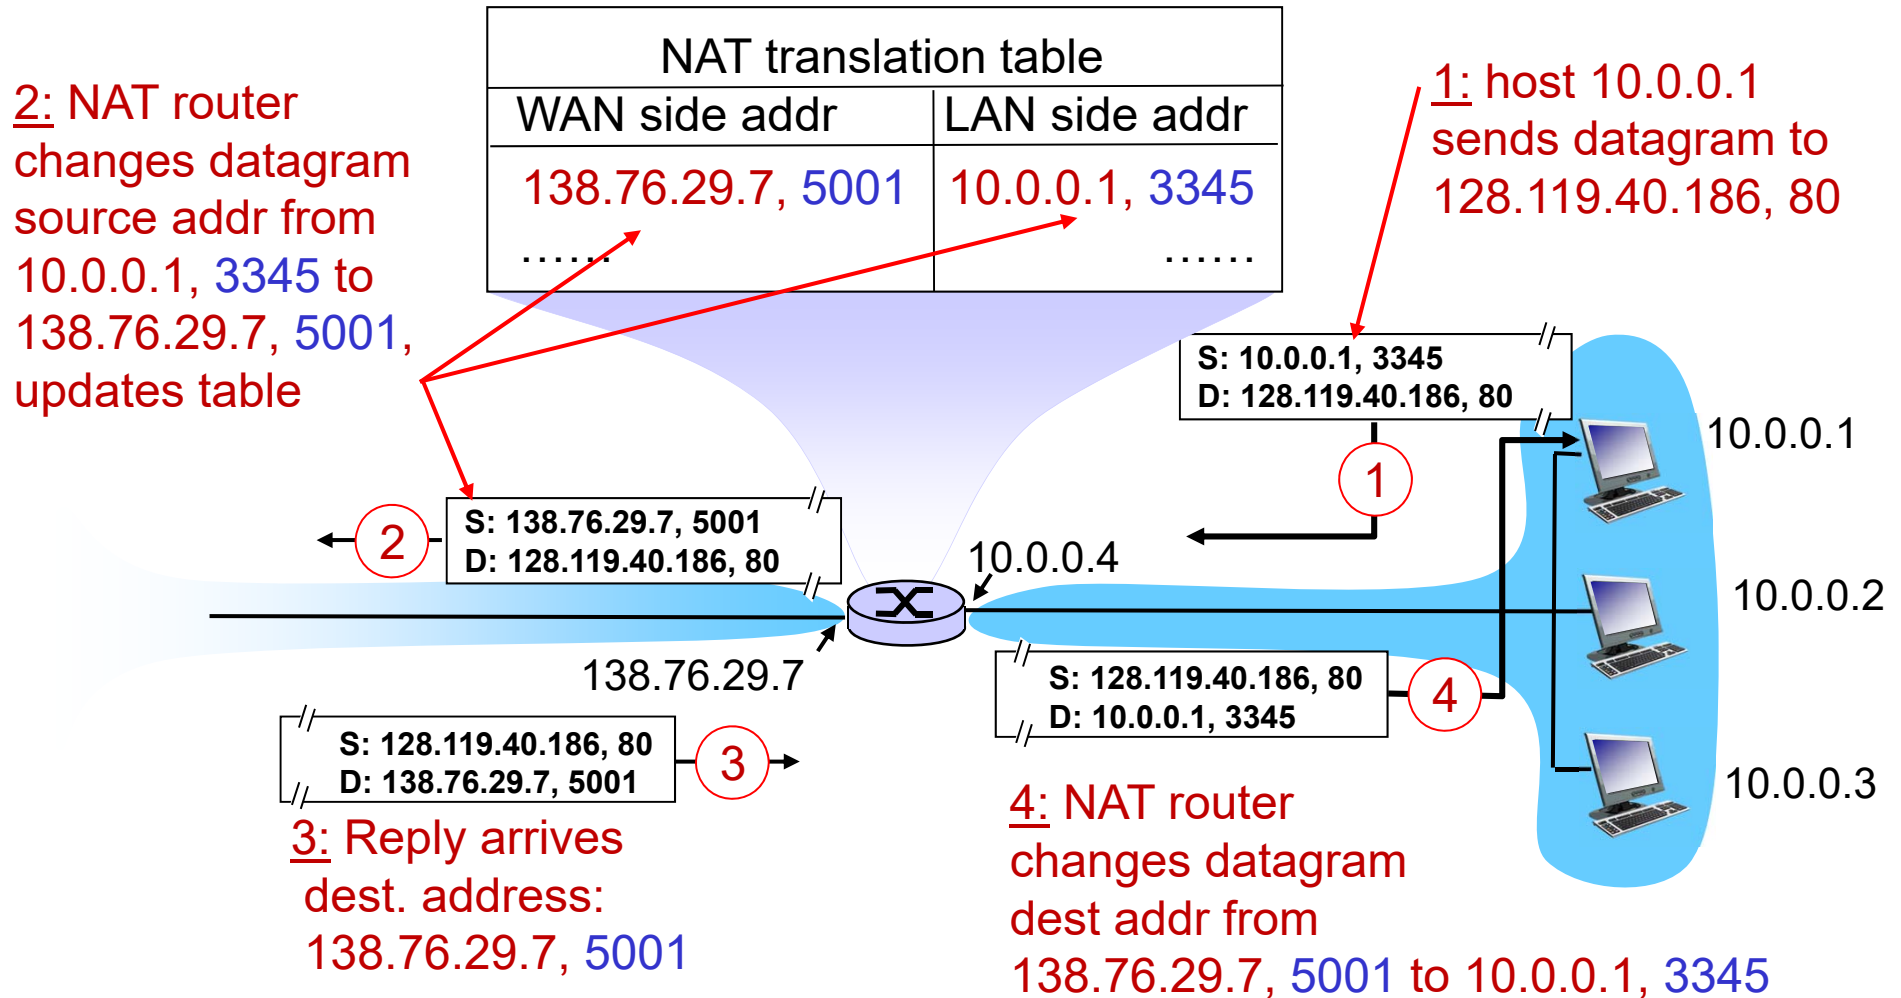 NAT translation table
WAN side addr LAN side addr
138.76.29.7, 5001 10.0.0.1, 3345
...... ......
2: NAT router
changes datagram
source addr from
10.0.0.1, 3345 to
138.76.29.7, 5001,
updates table
1: host 10.0.0.1
sends datagram to
128.119.40.186, 80
S: 10.0.0.1, 3345
D: 128.119.40.186, 80
1
10.0.0.1
2
S: 138.76.29.7, 5001
D: 128.119.40.186, 80
10.0.0.4
10.0.0.2
138.76.29.7
S: 128.119.40.186, 80
D: 10.0.0.1, 3345
4
S: 128.119.40.186, 80
D: 138.76.29.7, 5001
3
10.0.0.3
3: Reply arrives
dest. address:
138.76.29.7, 5001
4: NAT router
changes datagram
dest addr from
138.76.29.7, 5001 to 10.0.0.1, 3345